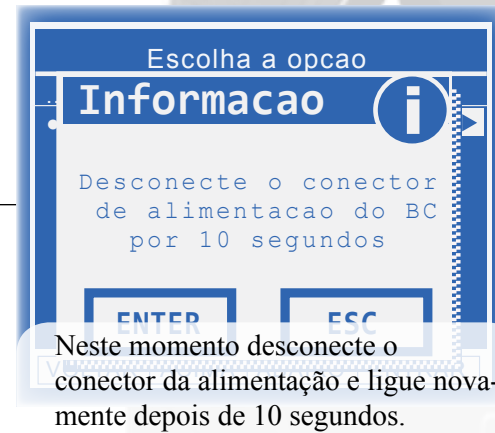 Escolha a opcao
Informacao
i
Desconecte o conector
de alimentacao do BC
por 10 segundos
ENTER
ESC
Neste momento desconecte o
conector da alimentação e ligue nova-
mente depois de 10 segundos.